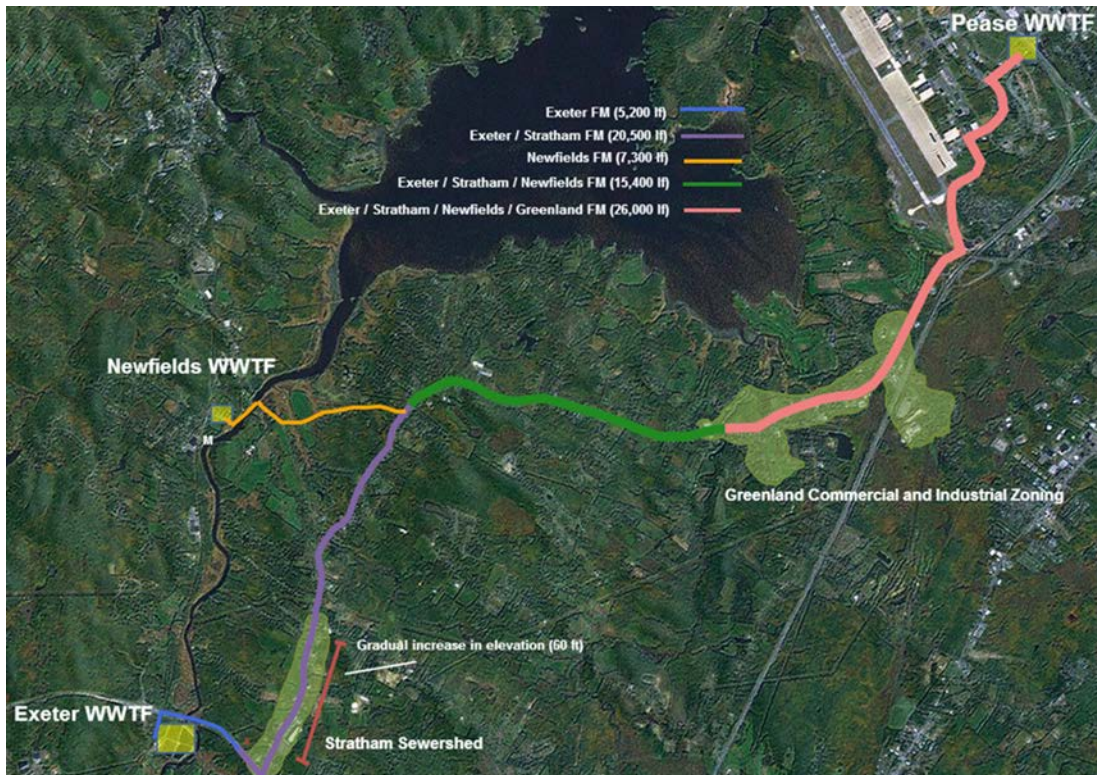 Pease WWTF
Exeter FM (5,200 lf)
Exeter / Stratham FM (20,500 lf)
Newfields FM (7,300 lf)
Exeter / Stratham / Newfields FM (15,400 lf)
Exeter / Stratham / Newfields / Greenland FM (26,000 lf)
Newfields WWTF
M
Greenland Commercial and Industrial Zoning
Gradual increase in elevation (60 ft)
Exeter WWTF
Stratham Sewershed